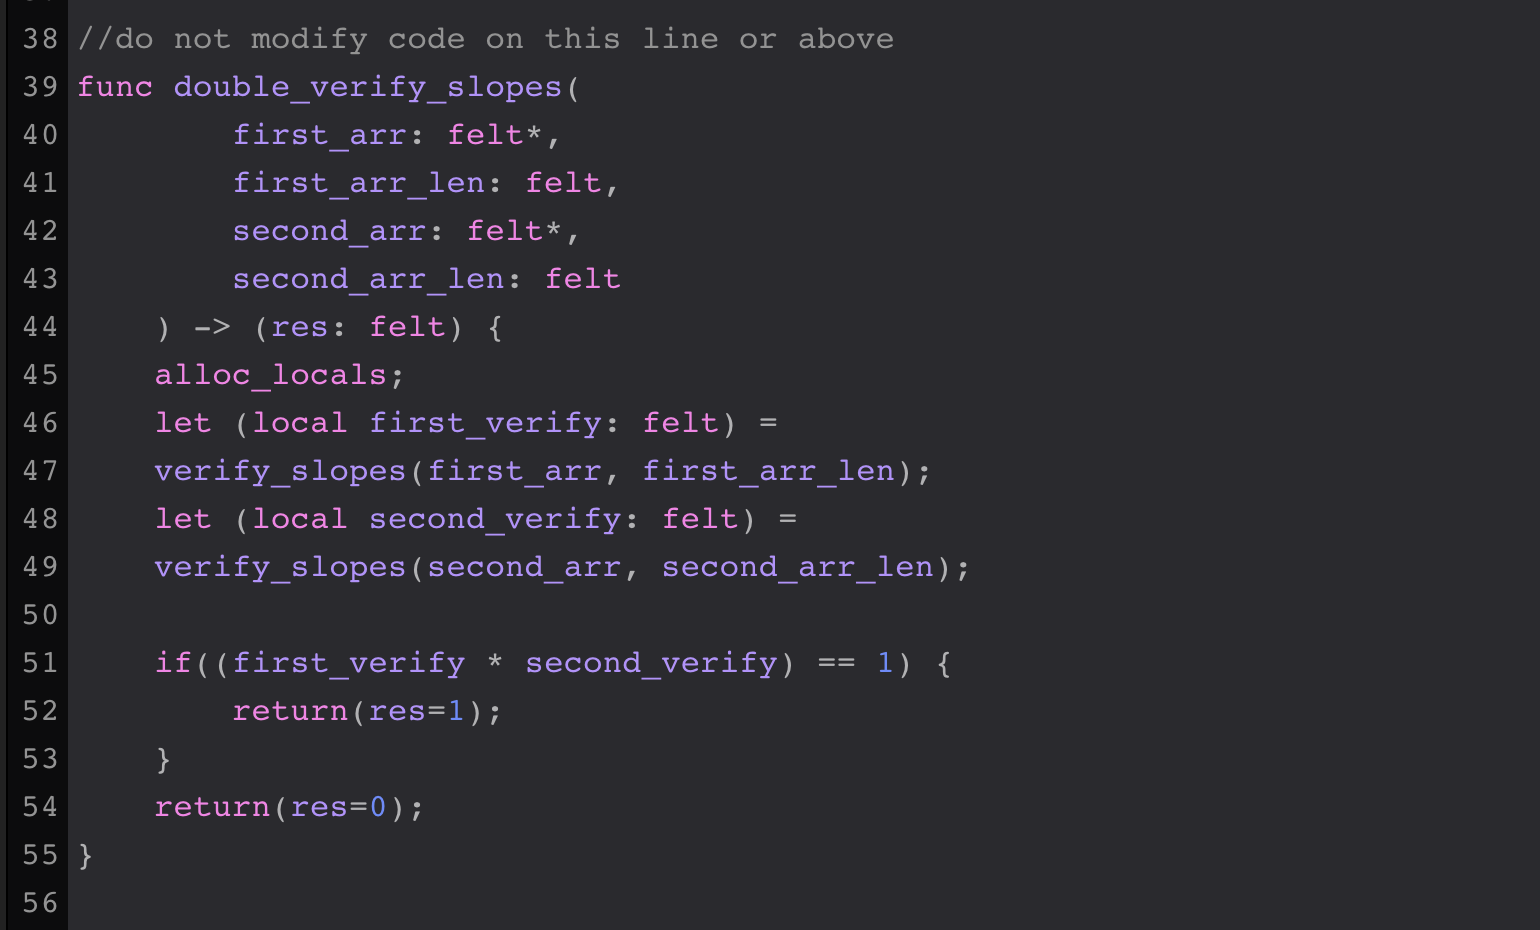 38 //do not modify code on this line or above
39 func double_verify_slopes(
40         first_arr: felt*,
41         first_arr_len: felt,
42         second_arr: felt*,
43         second_arr_len: felt
44     ) -> (res: felt) {
45     alloc_locals;
46     let (local first_verify: felt) =
47     verify_slopes(first_arr, first_arr_len);
48     let (local second_verify: felt) =
49     verify_slopes(second_arr, second_arr_len);
50
51     if((first_verify * second_verify) == 1) {
52         return(res=1);
53     }
54     return(res=0);
55 }
56